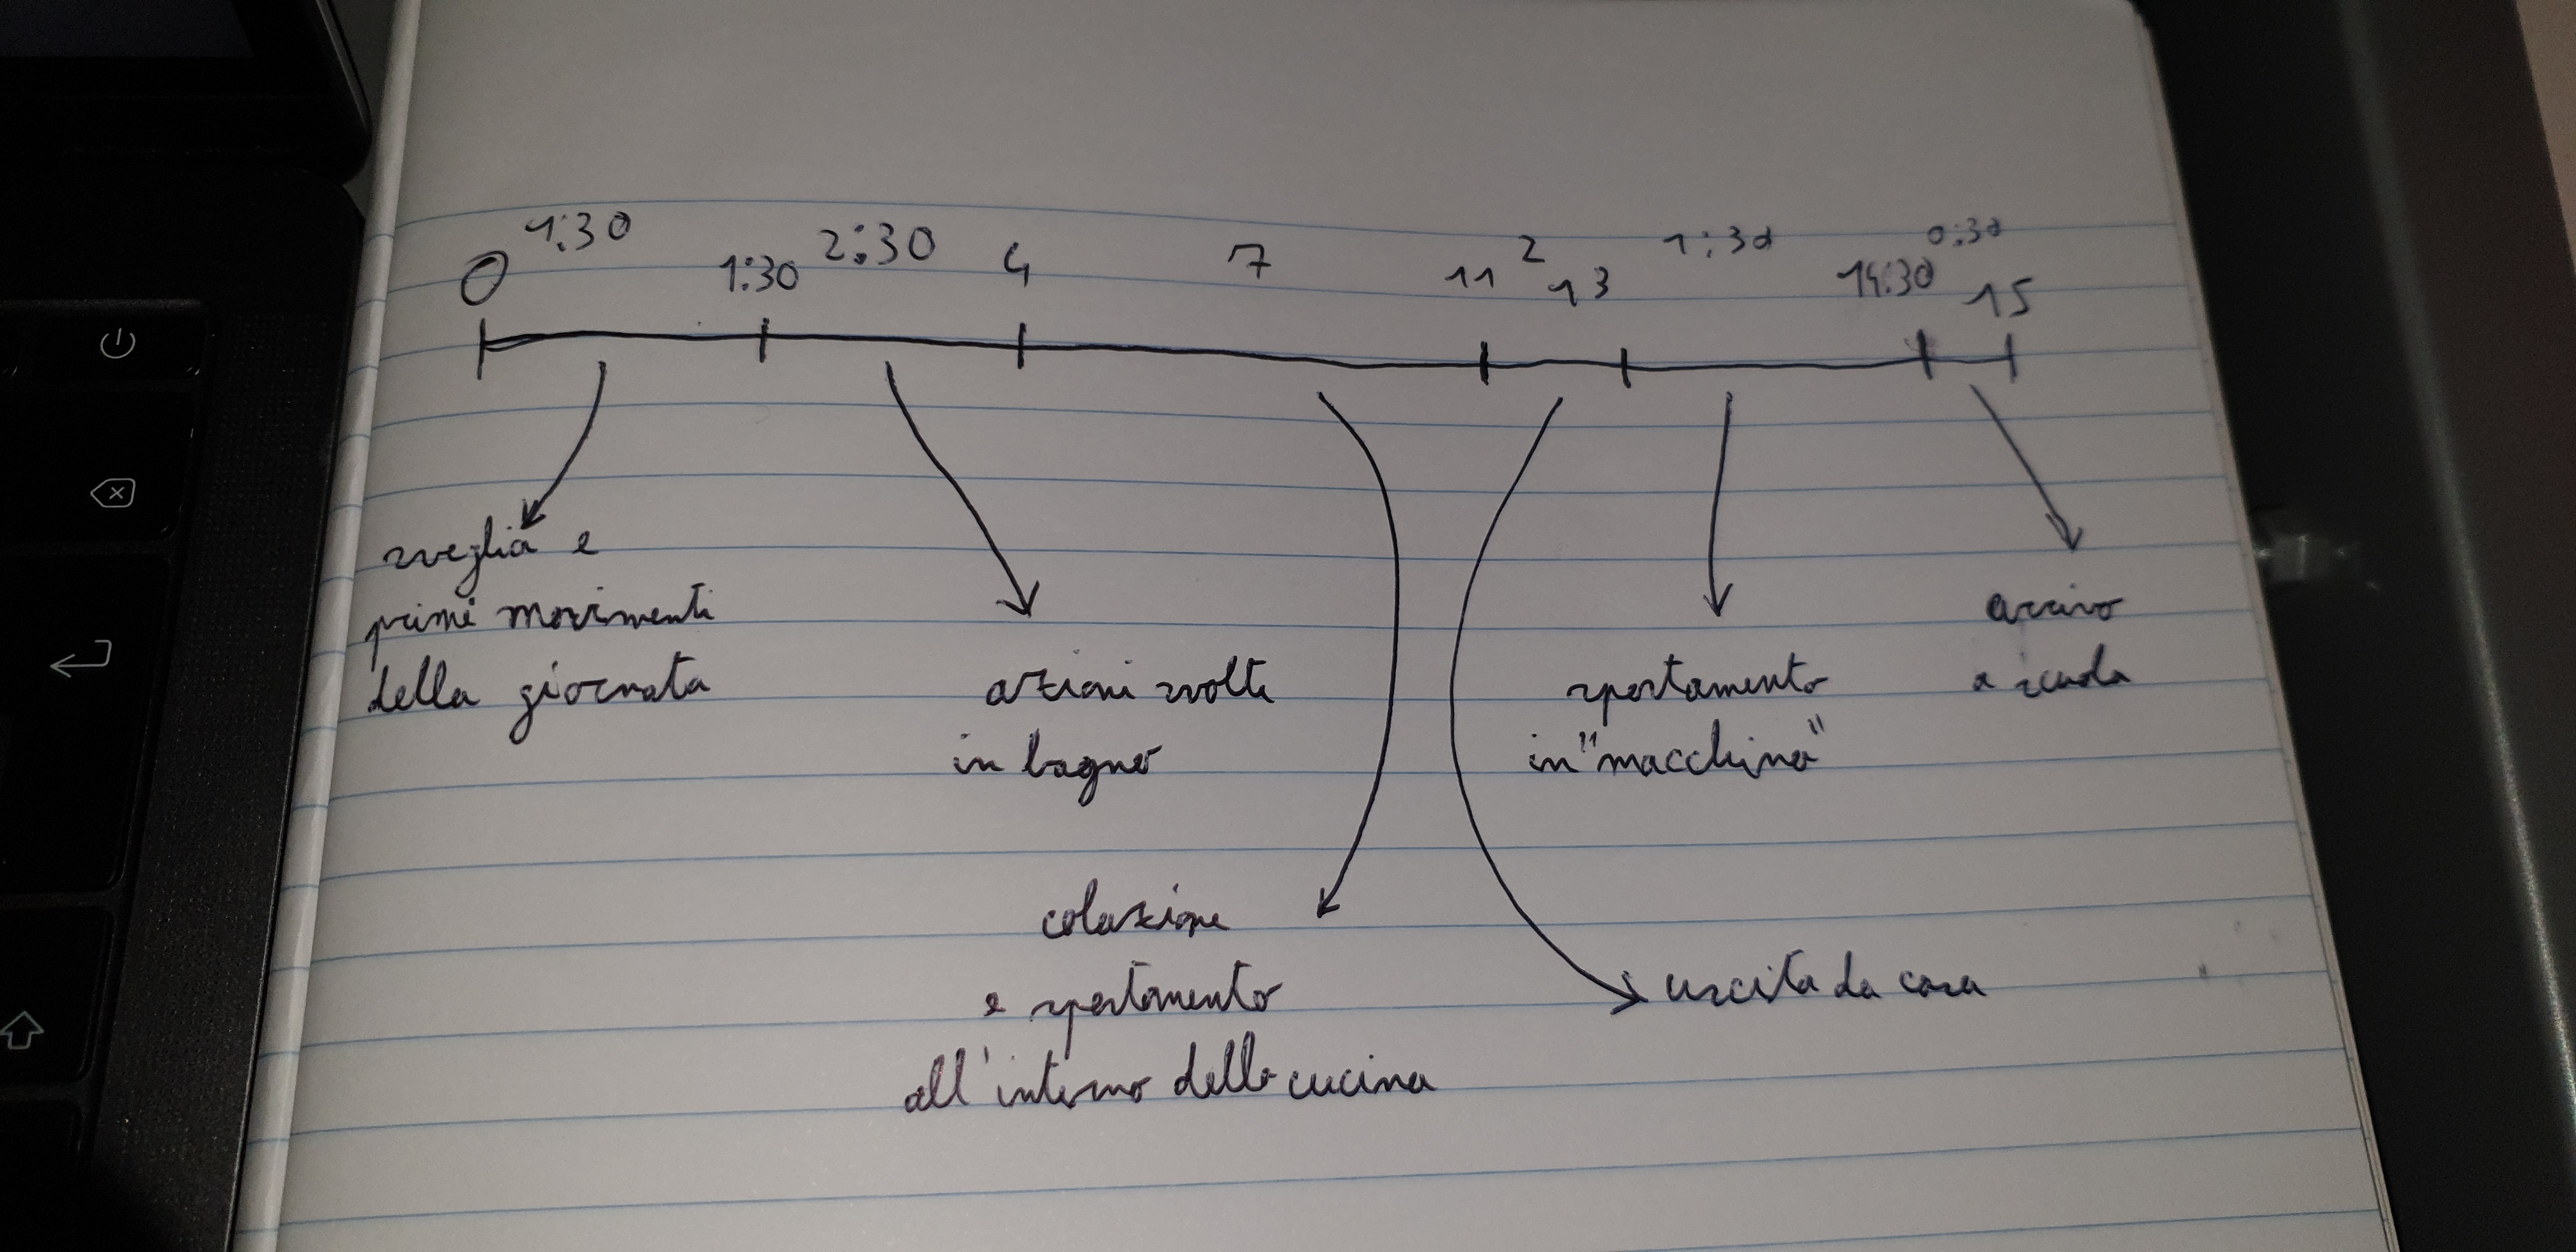 0 1:30 1:30 2:30 4 7 11 2 13 1:30 14:30 0:30 15
sveglia e
primi movimenti
della giornata
azioni svolte
in bagno
colazione
e spostamento
all'interno della cucina
uscita da casa
spostamento
in "macchina"
arrivo
a scuola